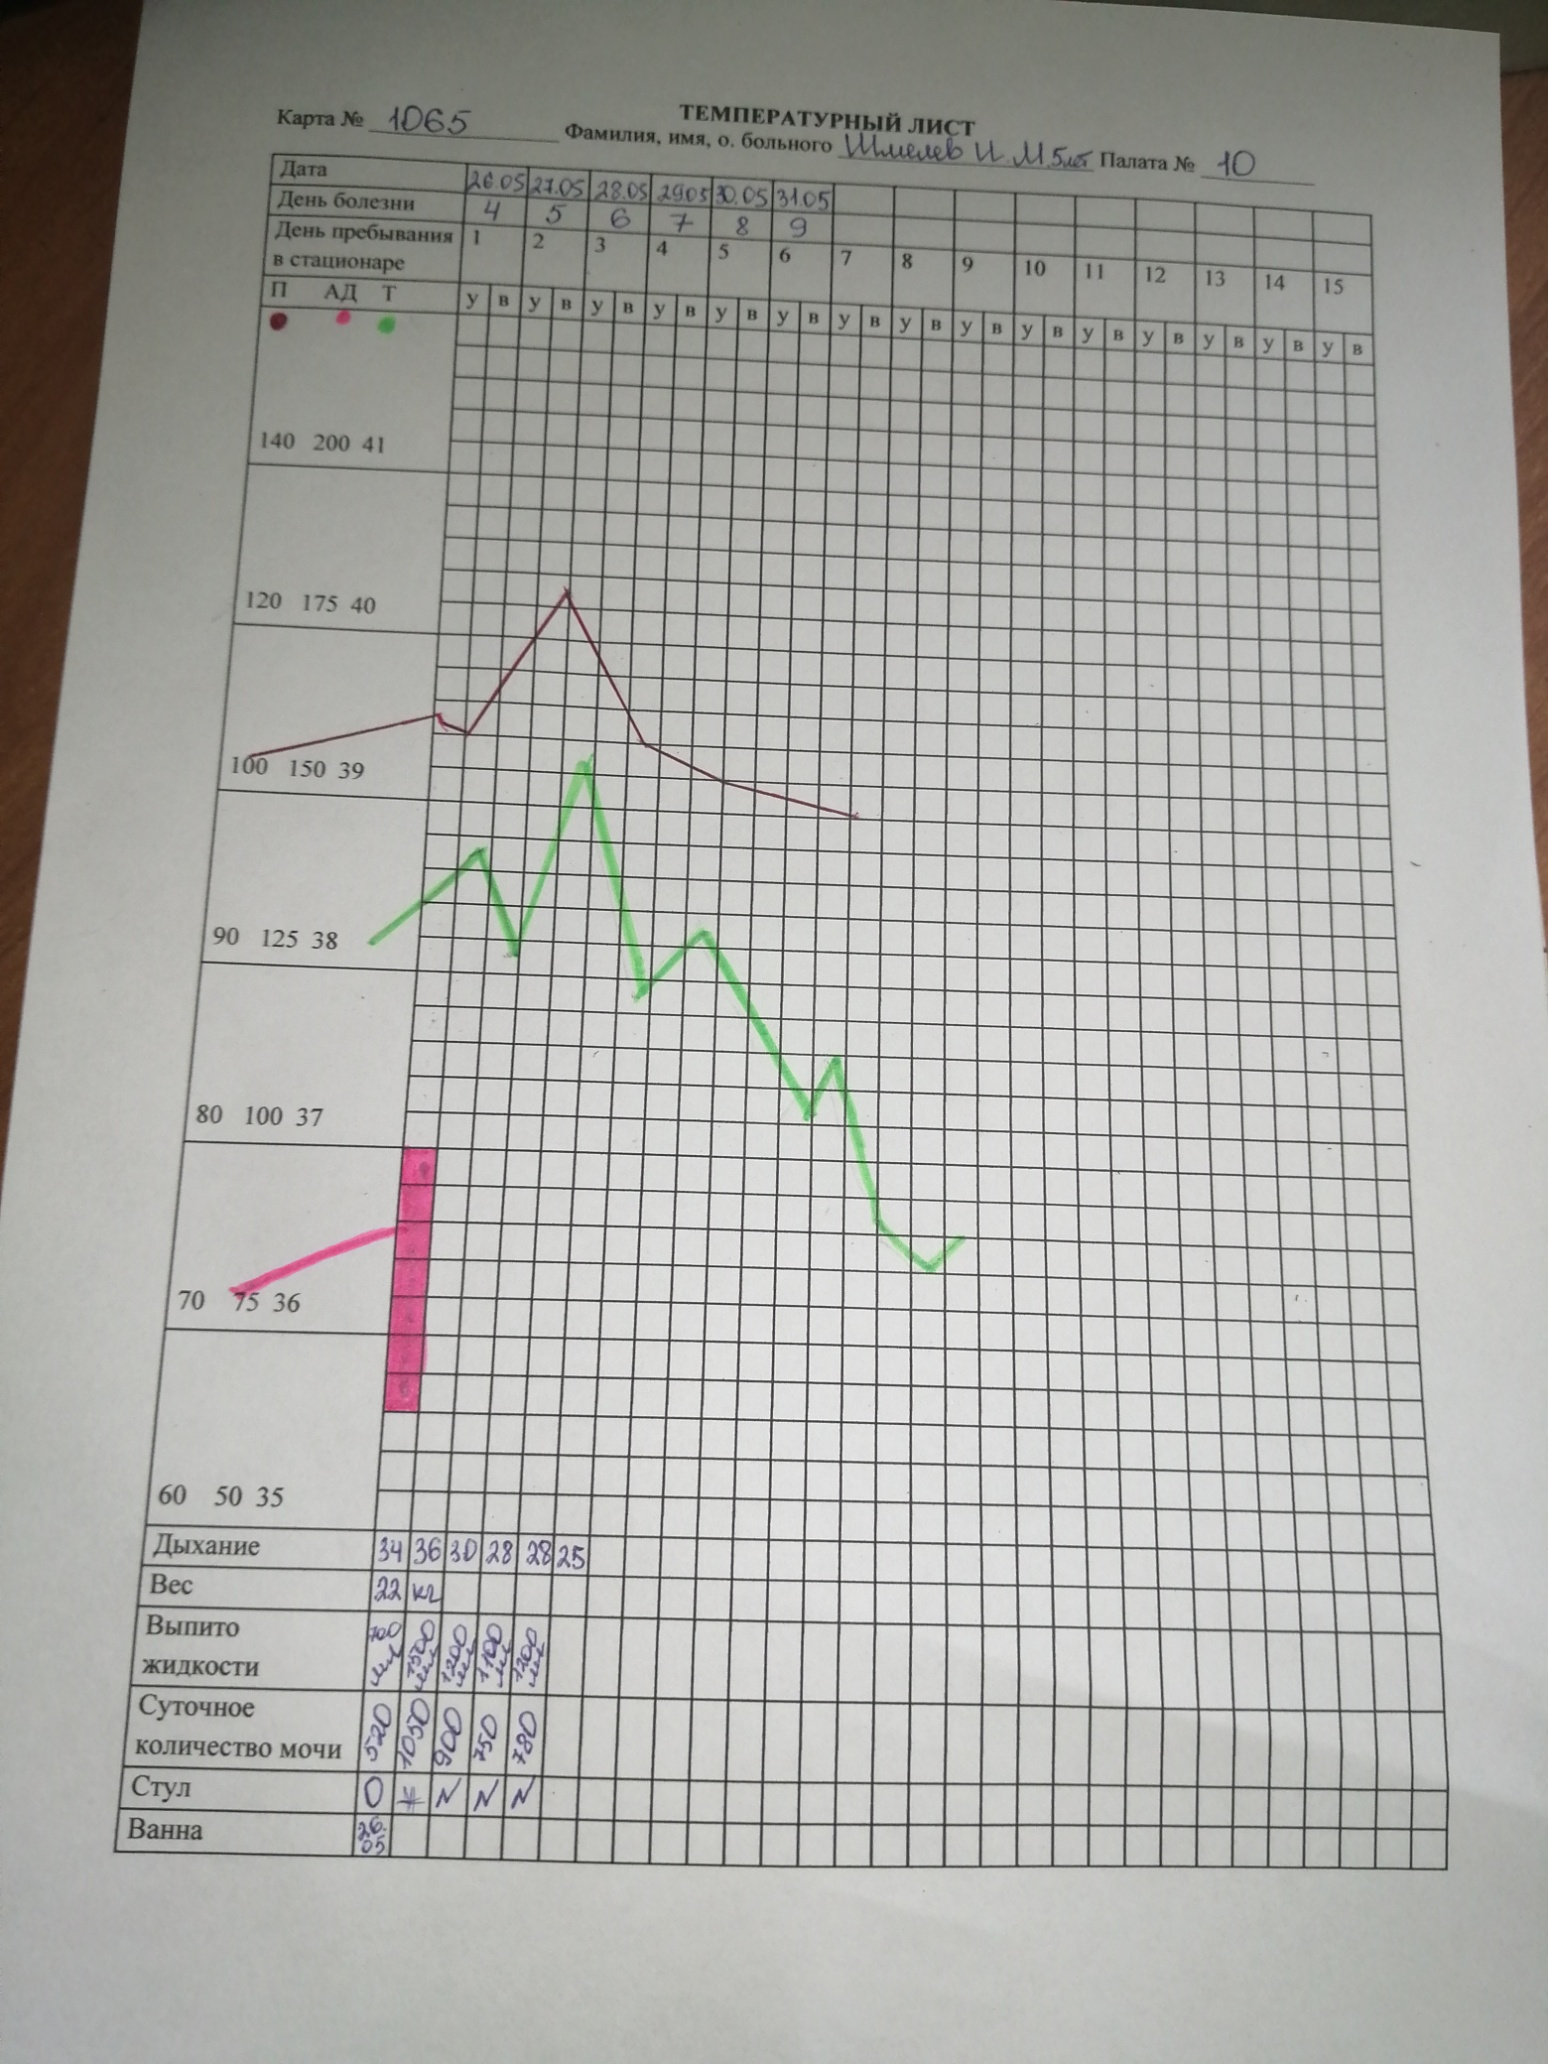 ТЕМПЕРАТУРНЫЙ ЛИСТ
Карта № 1065 Фамилия, имя, о. больного Шмелев И М 5лет Палата № 10
Дата 26.05 27.05 28.05 29.05 30.05 31.05
День болезни 4 5 6 7 8 9
День пребывания
в стационаре 1 2 3 4 5 6 7 8 9 10 11 12 13 14 15
П АД Т у в у в у в у в у в у в у в у в у в у в у в у в у в у в у в
140 200 41
120 175 40
100 150 39
90 125 38
80 100 37
70 75 36
60 50 35
Дыхание 34 36 30 28 28 25
Вес 22 кг
Выпито
жидкости 700 мл 1500 мл 1200 мл 1100 мл 1200 мл
Суточное
количество мочи 520 1050 900 750 780
Стул 0 N N N
Ванна 26.05